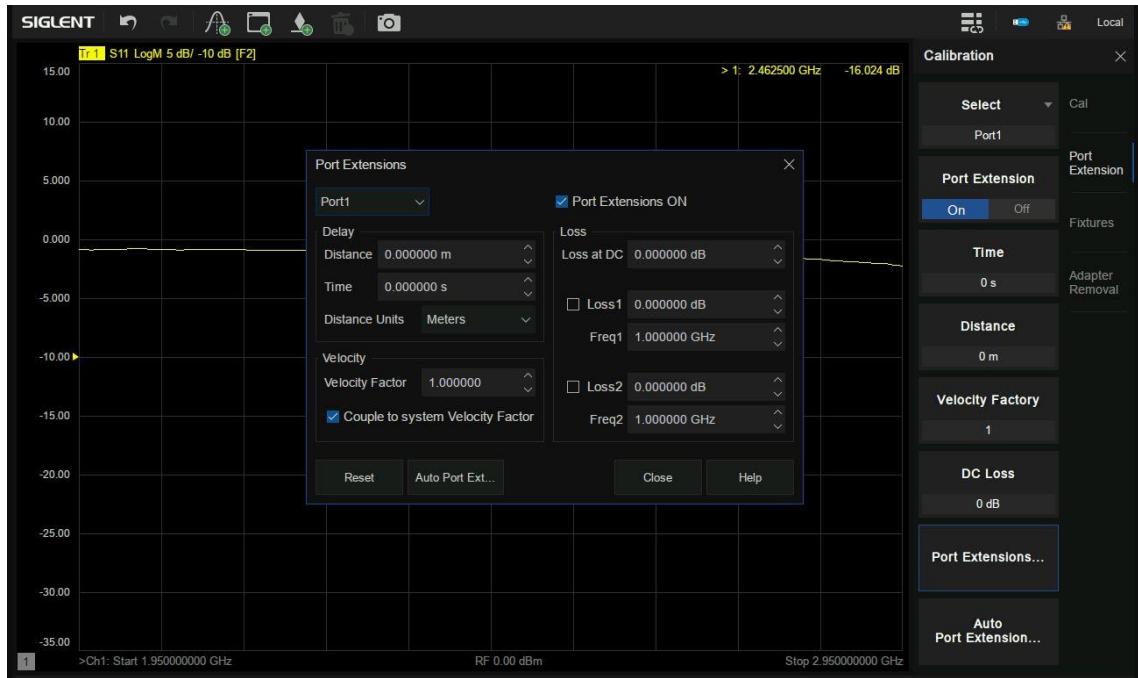 SIGLENT
Local
Tr 1 S11 LogM 5 dB/ -10 dB [F2]
> 1: 2.462500 GHz -16.024 dB
15.00
10.00
5.000
0.000
-5.000
-10.00
-15.00
-20.00
-25.00
-30.00
-35.00
1
>Ch1: Start 1.950000000 GHz
RF 0.00 dBm
Stop 2.950000000 GHz
Port Extensions
Port1
Port Extensions ON
Delay
Distance 0.000000 m
Time 0.000000 s
Distance Units Meters
Velocity
Velocity Factor 1.000000
Couple to system Velocity Factor
Loss
Loss at DC 0.000000 dB
Loss1 0.000000 dB
Freq1 1.000000 GHz
Loss2 0.000000 dB
Freq2 1.000000 GHz
Reset
Auto Port Ext...
Close
Help
Calibration
Select
Port1
Port Extension
On Off
Time
0 s
Distance
0 m
Velocity Factory
1
DC Loss
0 dB
Port Extensions...
Auto
Port Extension...
Cal
Port
Extension
Fixtures
Adapter
Removal